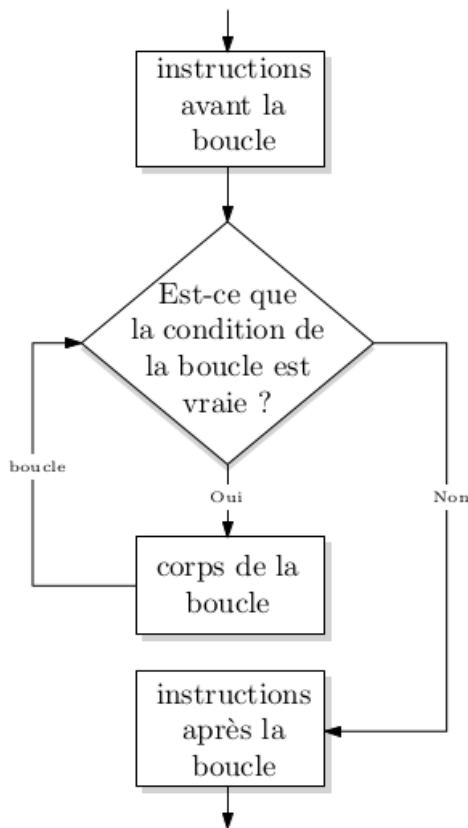 instructions
avant la
boucle
Est-ce que
la condition de
la boucle est
vraie ?
boucle
Oui
Non
corps de la
boucle
instructions
après la
boucle